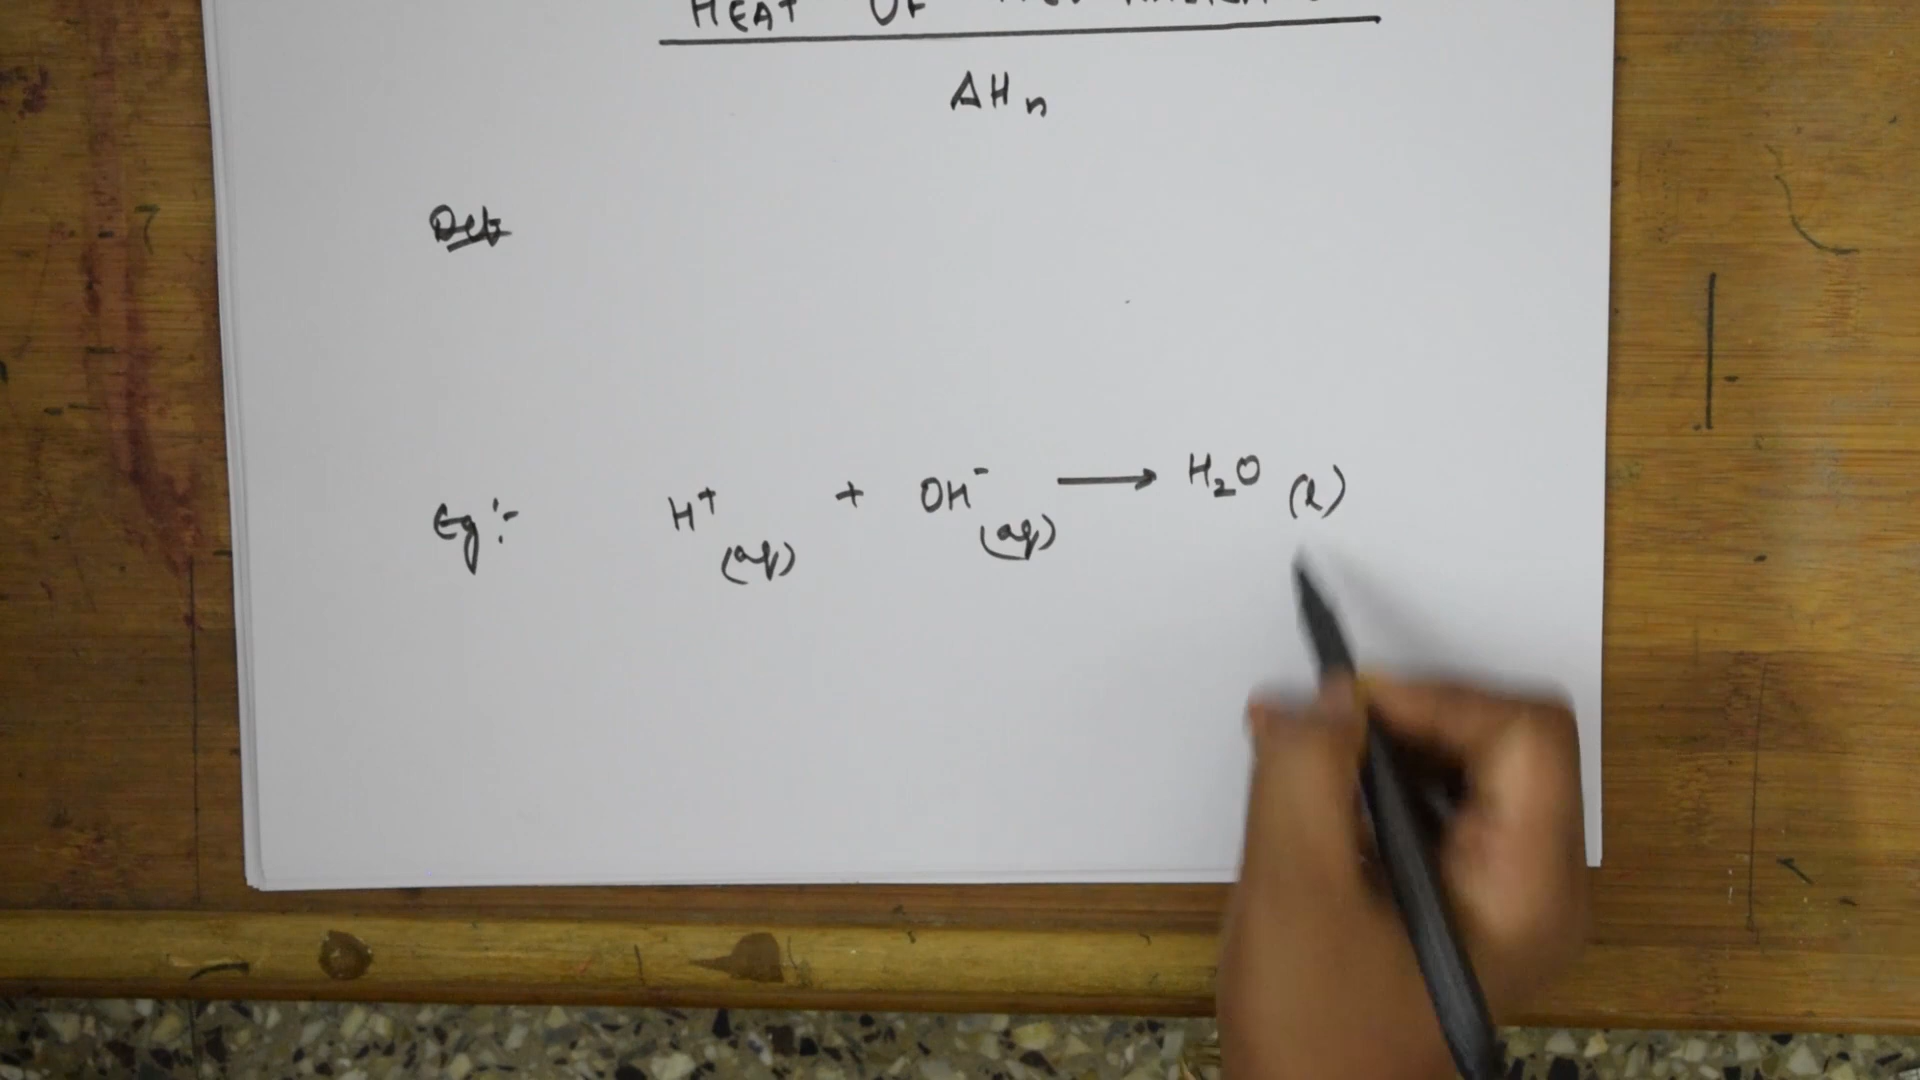 HEAT OF
ΔHn
Def
Eg:- H⁺ (aq) + OH⁻ (aq) ⟶ H₂O (l)